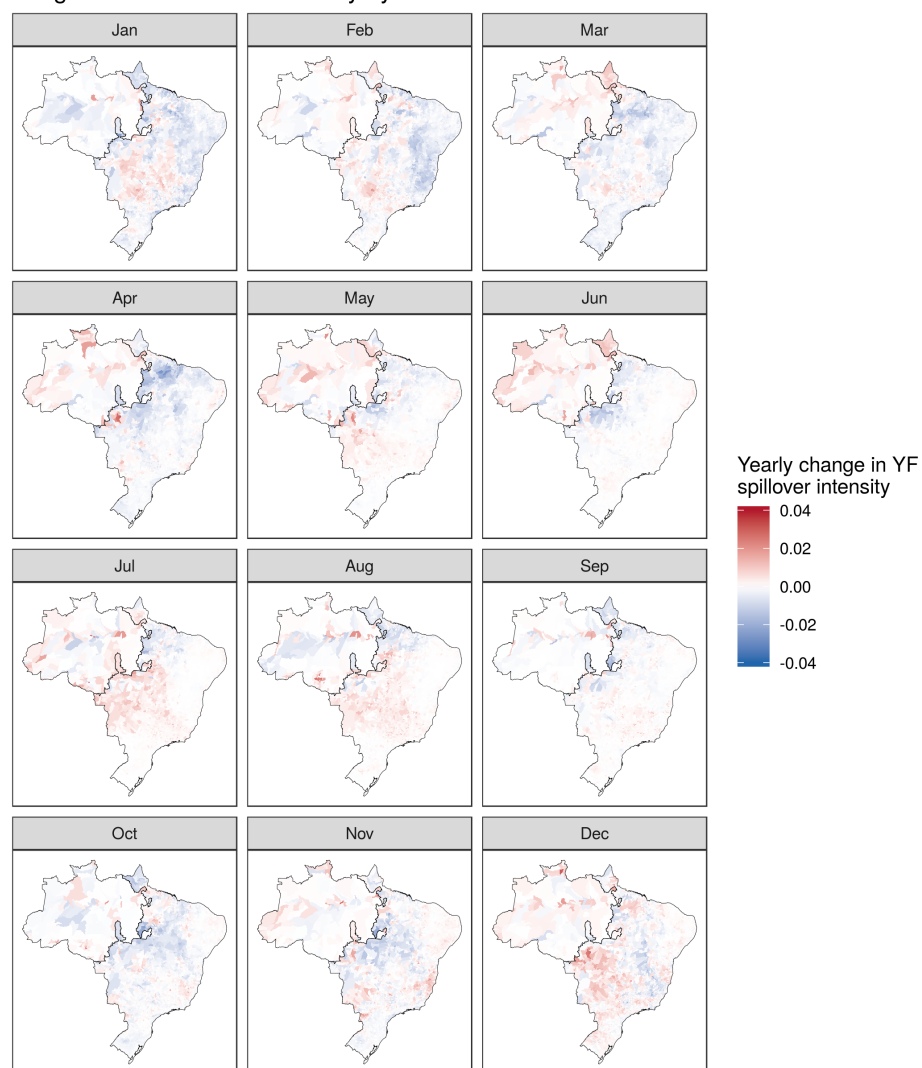 Jan
Feb
Mar
Apr
May
Jun
Jul
Aug
Sep
Oct
Nov
Dec
Yearly change in YF
spillover intensity
0.04
0.02
0.00
-0.02
-0.04